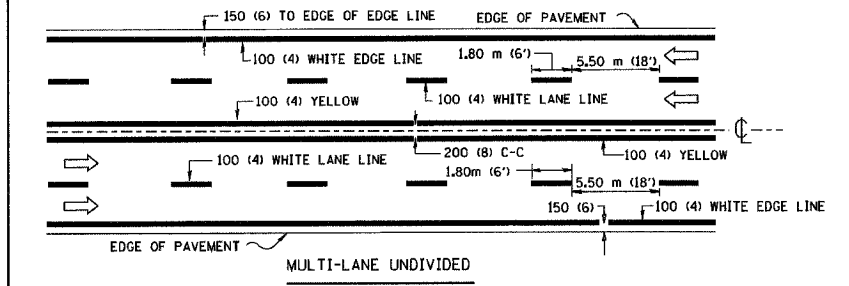 150 (6) TO EDGE OF EDGE LINE
EDGE OF PAVEMENT
100 (4) WHITE EDGE LINE
1.80 m (6')
5.50 m (18')
100 (4) YELLOW
100 (4) WHITE LANE LINE
100 (4) WHITE LANE LINE
200 (8) C-C
100 (4) YELLOW
1.80m (6')
5.50 m (18')
150 (6)
100 (4) WHITE EDGE LINE
EDGE OF PAVEMENT
MULTI-LANE UNDIVIDED